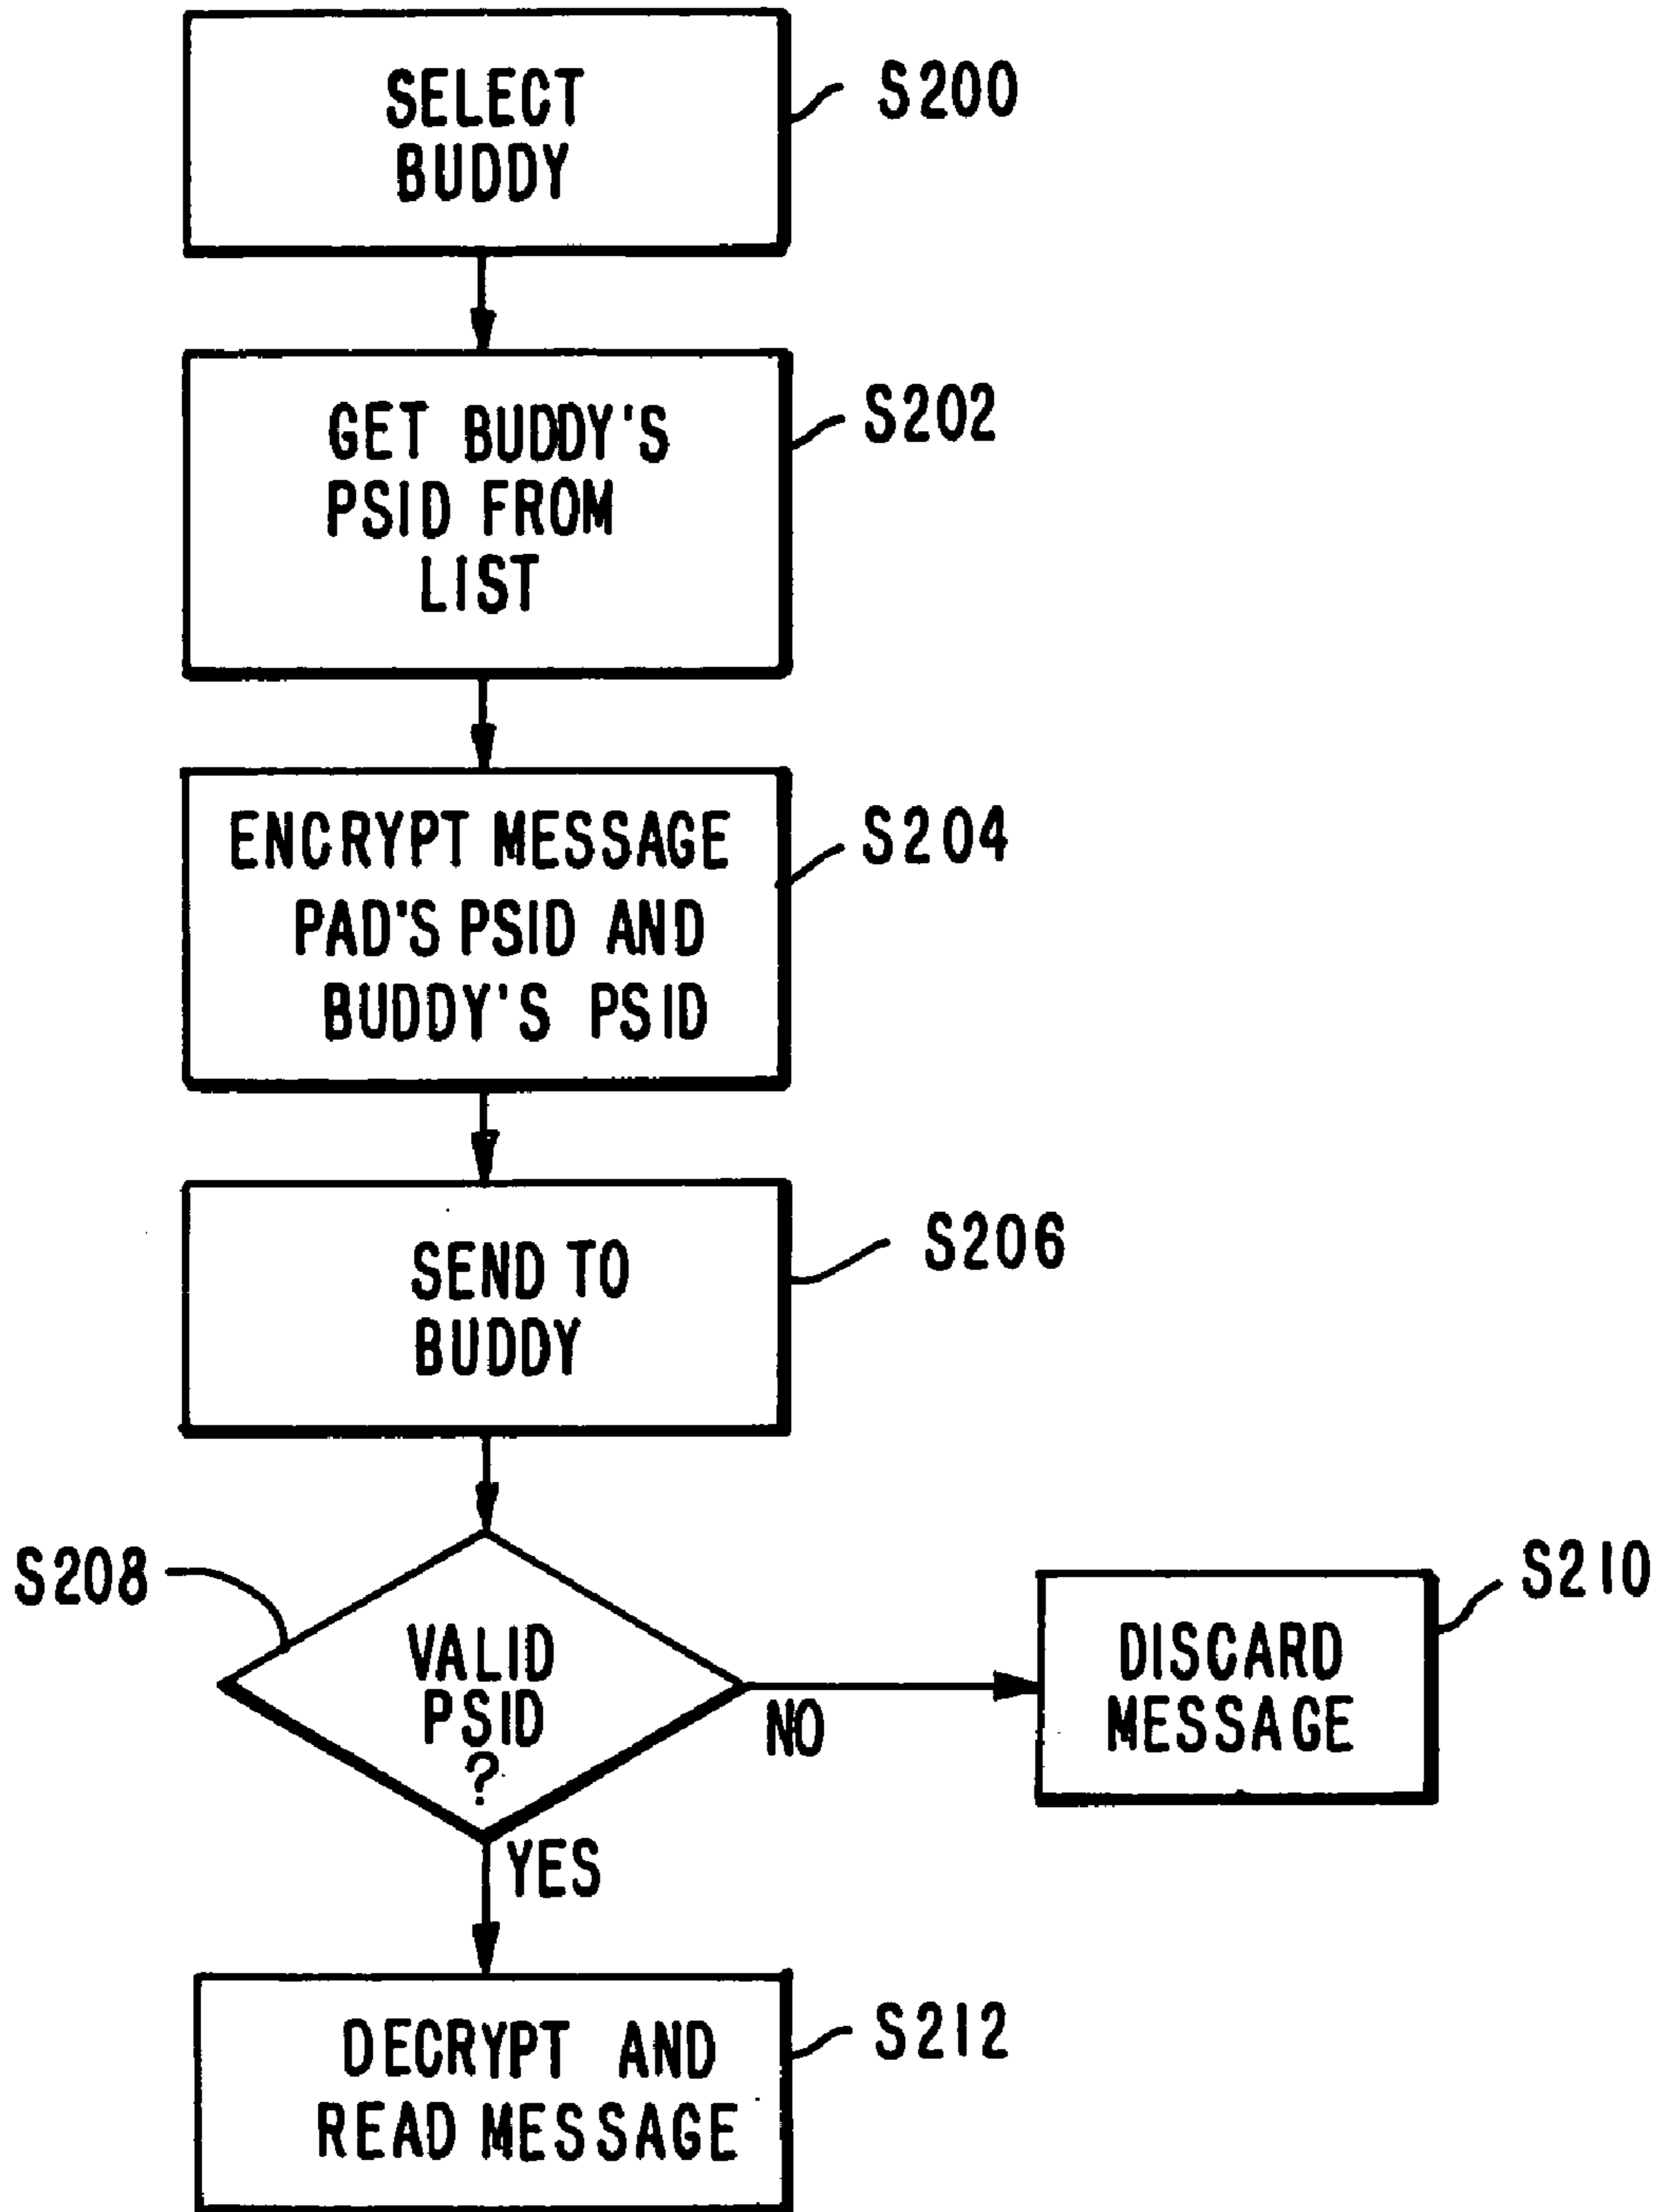 SELECT
BUDDY
S200
GET BUDDY'S
PSID FROM
LIST
S202
ENCRYPT MESSAGE
PAD'S PSID AND
BUDDY'S PSID
S204
SEND TO
BUDDY
S206
S208
VALID
PSID
?
NO
YES
DISCARD
MESSAGE
S210
DECRYPT AND
READ MESSAGE
S212